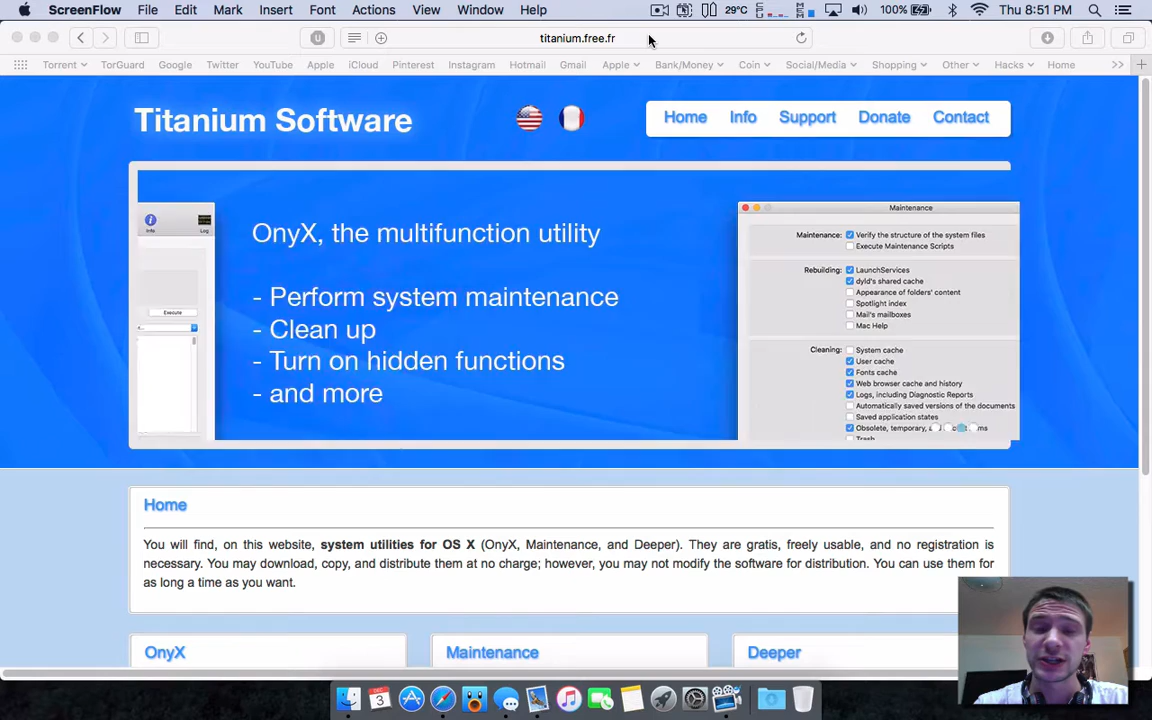 ScreenFlow File Edit Mark Insert Font Actions View Window Help 29°C 100% Thu 8:51 PM
titanium.free.fr
Torrent TorGuard Google Twitter YouTube Apple iCloud Pinterest Instagram Hotmail Gmail Apple Bank/Money Coin Social/Media Shopping Other Hacks Home
Titanium Software
Home Info Support Donate Contact
Info Log
Execute
OnyX, the multifunction utility
- Perform system maintenance
- Clean up
- Turn on hidden functions
- and more
Maintenance
Maintenance: Verify the structure of the system files
Execute Maintenance Scripts
Rebuilding: LaunchServices
dyld's shared cache
Appearance of folders' content
Spotlight index
Mail's mailboxes
Mac Help
Cleaning: System cache
User cache
Fonts cache
Web browser cache and history
Logs, including Diagnostic Reports
Automatically saved versions of the documents
Saved application states
Obsolete, temporary,
Trash
Home
You will find, on this website, system utilities for OS X (OnyX, Maintenance, and Deeper). They are gratis, freely usable, and no registration is
necessary. You may download, copy, and distribute them at no charge; however, you may not modify the software for distribution. You can use them for
as long a time as you want.
OnyX Maintenance Deeper
DEC
3